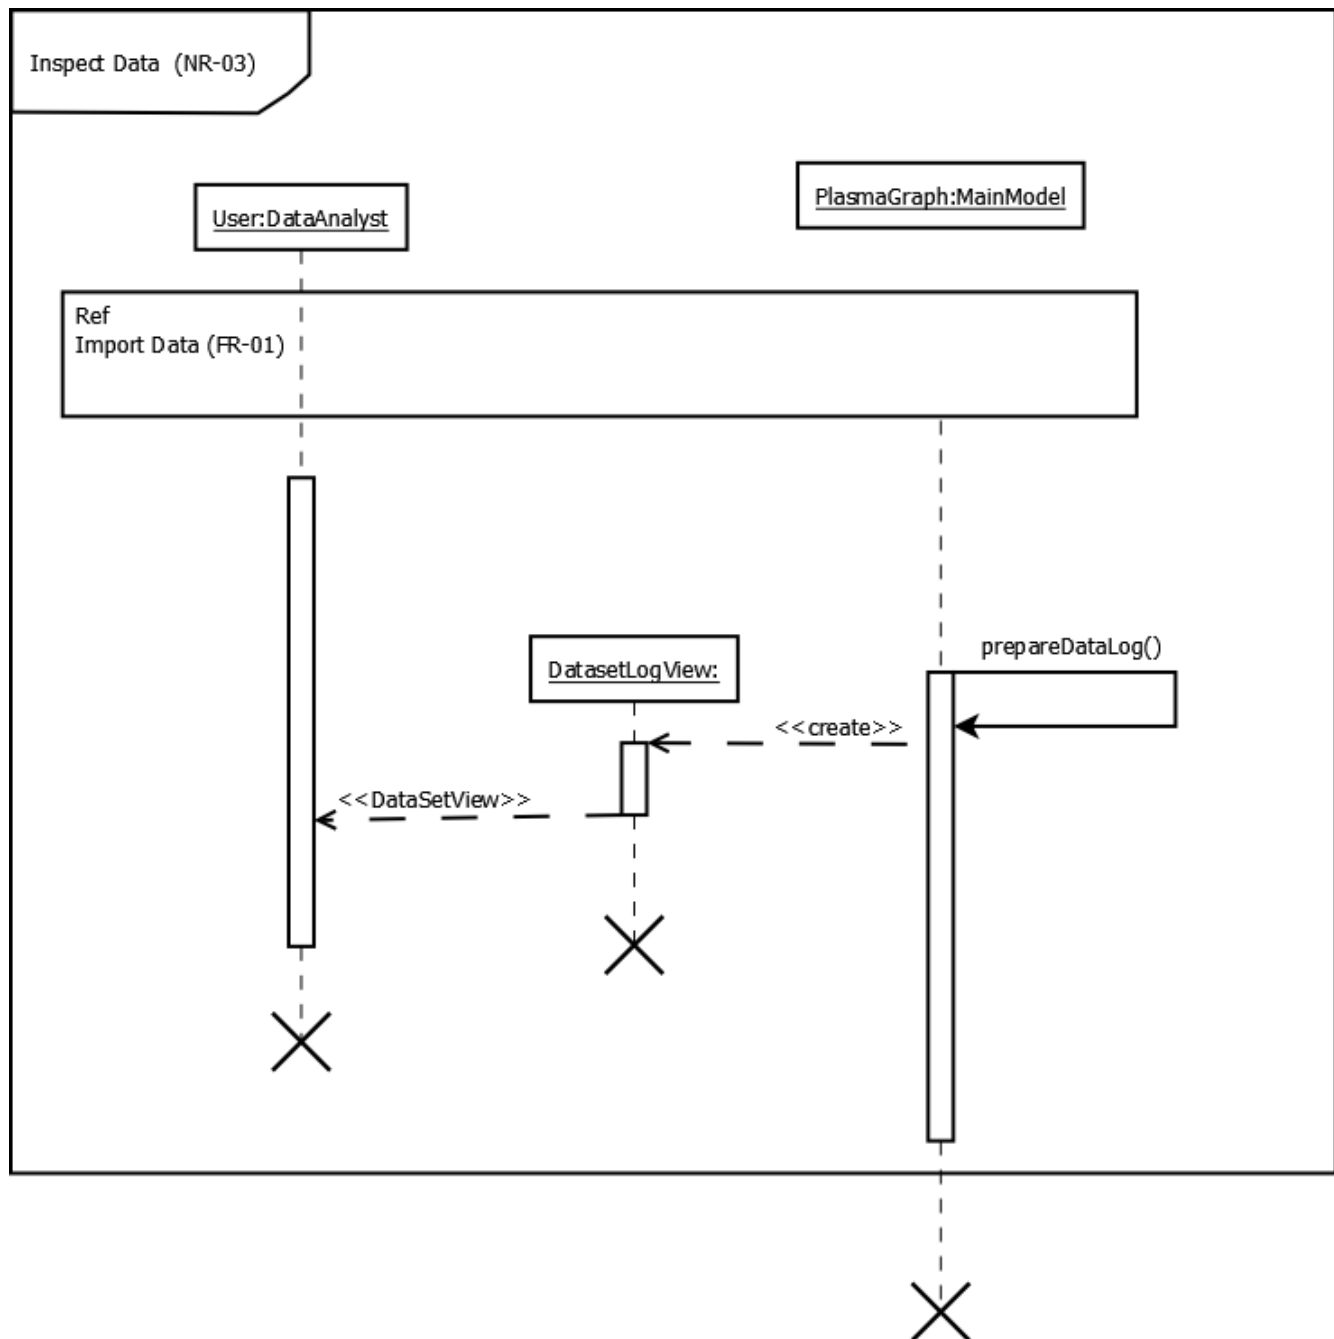 Inspect Data (NR-03)
User:DataAnalyst
PlasmaGraph:MainModel
Ref
Import Data (FR-01)
prepareDataLog()
DatasetLogView:
<<create>>
<<DataSetView>>